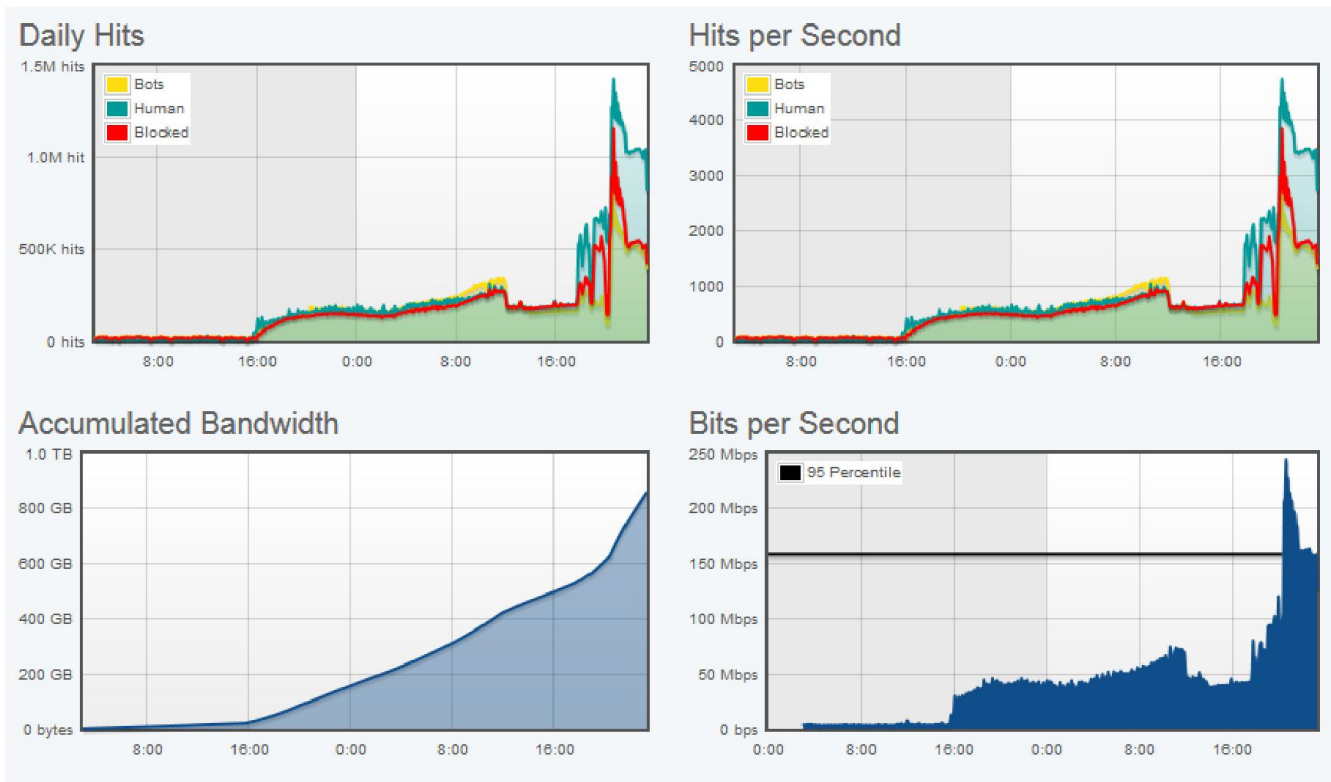 Daily Hits
1.5M hits
Bots
Human
Blocked
1.0M hit
500K hits
0 hits
8:00 16:00 0:00 8:00 16:00
Hits per Second
5000
Bots
Human
Blocked
4000
3000
2000
1000
0
8:00 16:00 0:00 8:00 16:00
Accumulated Bandwidth
1.0 TB
800 GB
600 GB
400 GB
200 GB
0 bytes
8:00 16:00 0:00 8:00 16:00
Bits per Second
250 Mbps
95 Percentile
200 Mbps
150 Mbps
100 Mbps
50 Mbps
0 bps
0:00 8:00 16:00 0:00 8:00 16:00